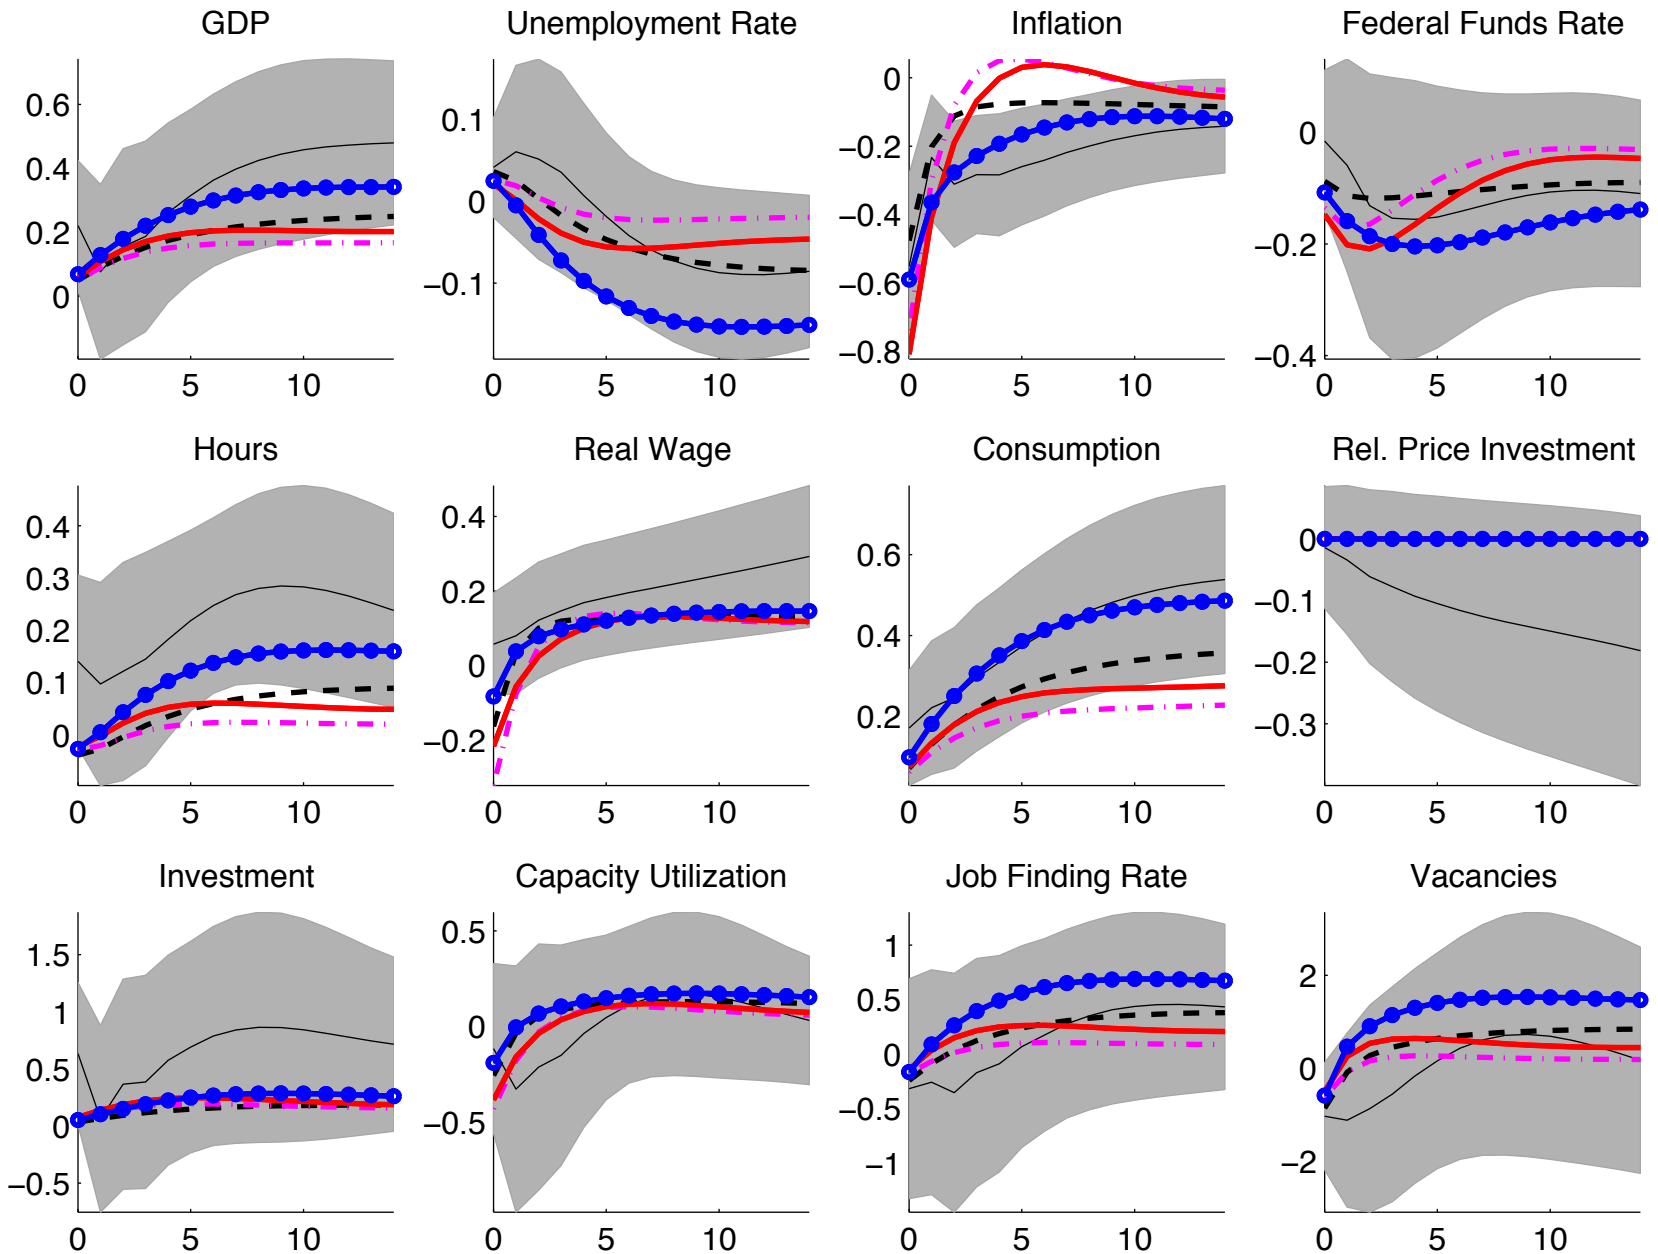 GDP Unemployment Rate Inflation Federal Funds Rate
0.6 0.4 0.2 0
0.1 0 −0.1
0 −0.2 −0.4 −0.6 −0.8
0 −0.2 −0.4
0 5 10 0 5 10 0 5 10 0 5 10
Hours Real Wage Consumption Rel. Price Investment
0.4 0.3 0.2 0.1 0
0.4 0.2 0 −0.2
0.6 0.4 0.2
0 −0.1 −0.2 −0.3
0 5 10 0 5 10 0 5 10 0 5 10
Investment Capacity Utilization Job Finding Rate Vacancies
1.5 1 0.5 0 −0.5
0.5 0 −0.5
1 0.5 0 −0.5 −1
2 0 −2
0 5 10 0 5 10 0 5 10 0 5 10